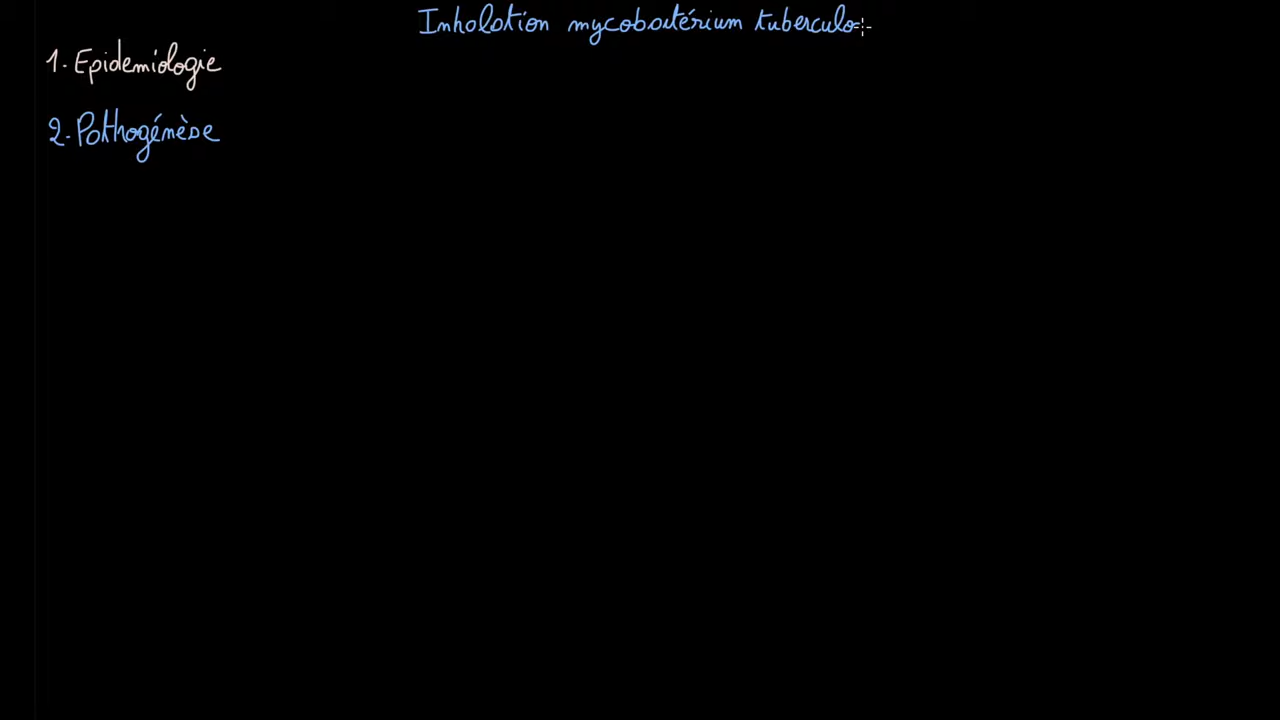 Inhalation mycobactérium tuberculo
1. Epidemiologie
2. Pathogénèse